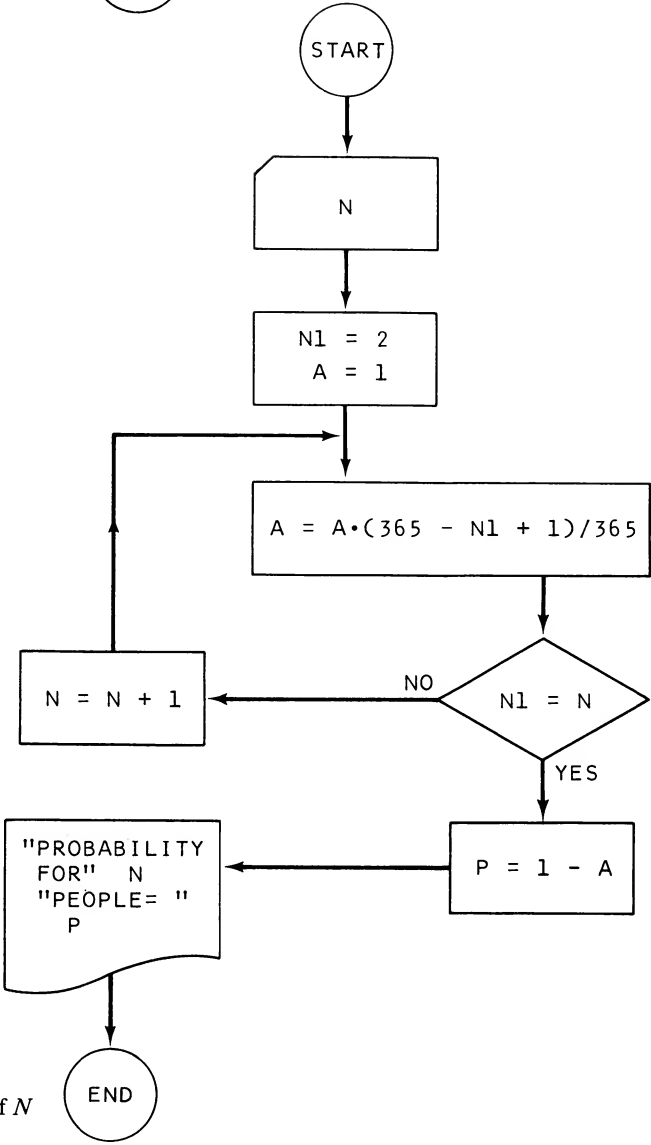 START
N
N1 = 2
A = 1
A = A•(365 - N1 + 1)/365
NO
N1 = N
N = N + 1
YES
"PROBABILITY
FOR" N
"PEOPLE= "
P
P = 1 - A
f N
END